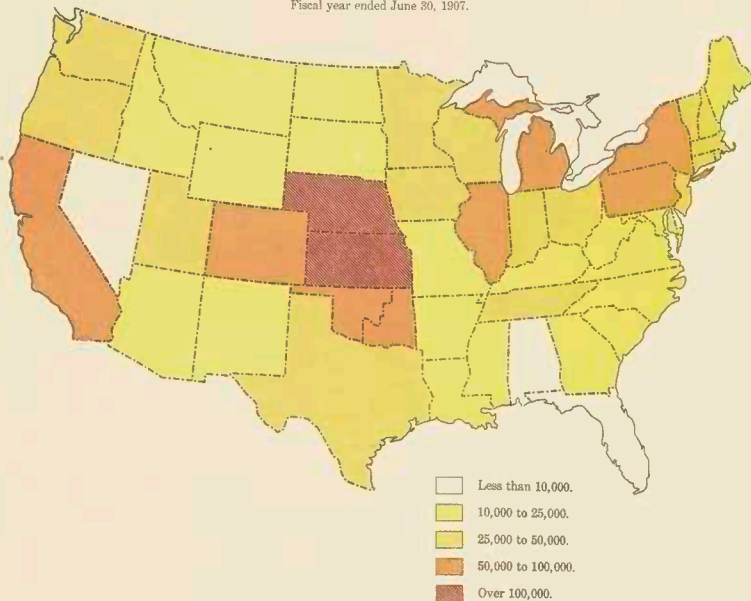 Fiscal year ended June 30, 1907.
Less than 10,000.
10,000 to 25,000.
25,000 to 50,000.
50,000 to 100,000.
Over 100,000.